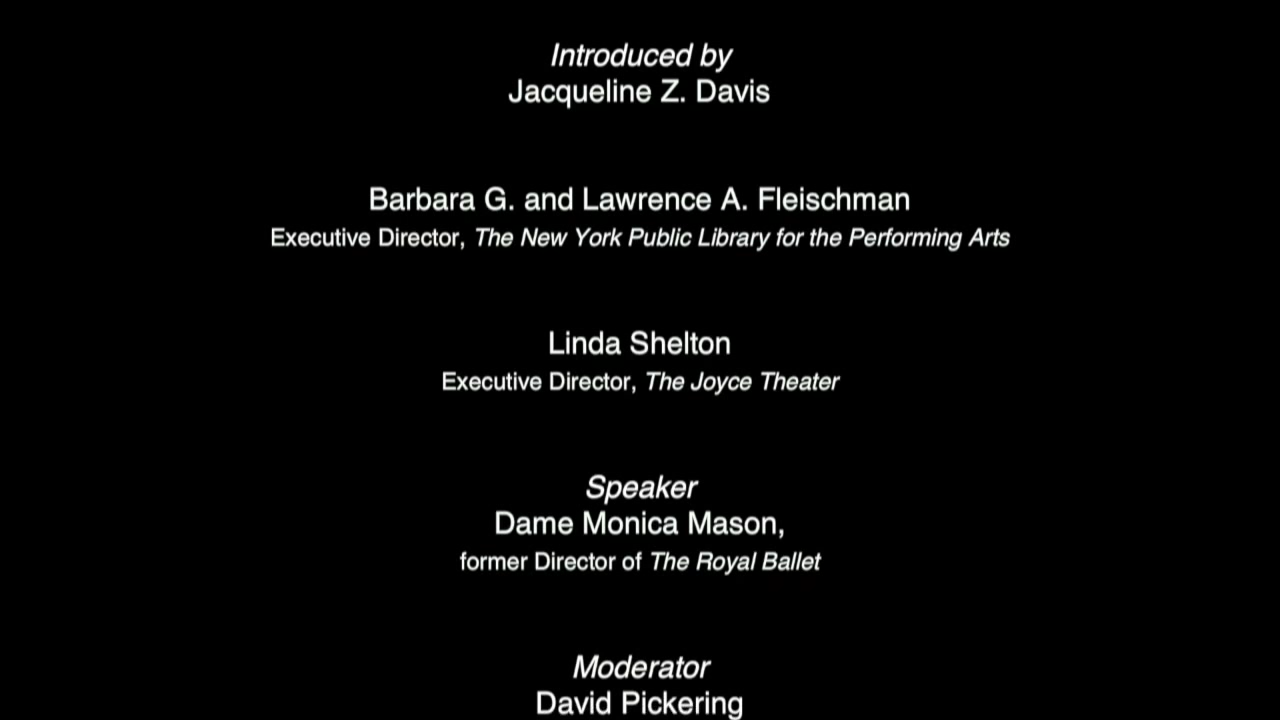 Introduced by
Jacqueline Z. Davis
Barbara G. and Lawrence A. Fleischman
Executive Director, The New York Public Library for the Performing Arts
Linda Shelton
Executive Director, The Joyce Theater
Speaker
Dame Monica Mason,
former Director of The Royal Ballet
Moderator
David Pickering